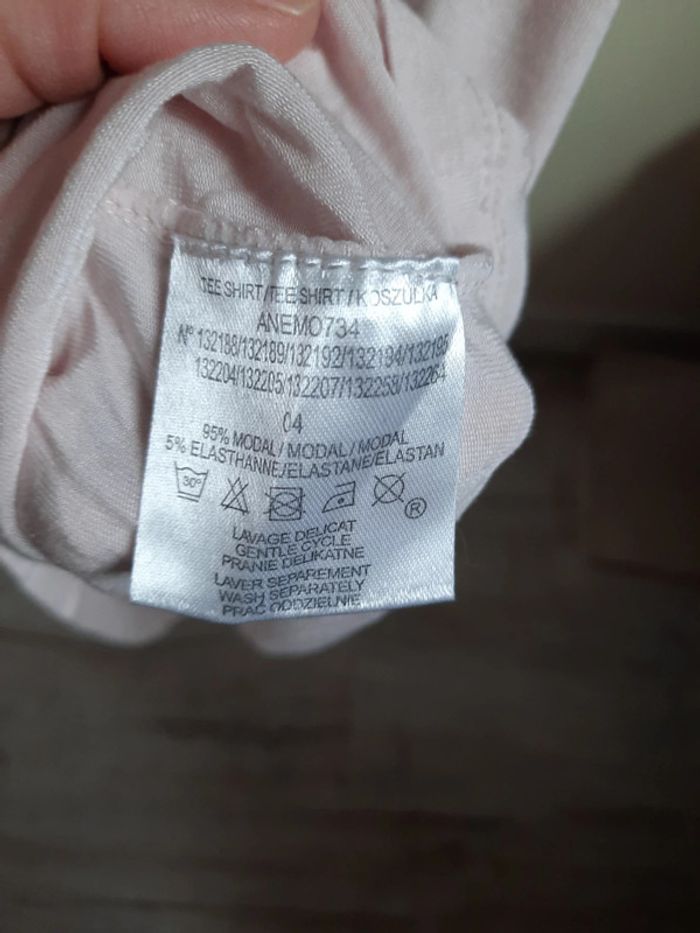 TEE SHIRT/TEE SHIRT/KOSZULKA
ANEMO734
N° 132188/132189/132192/132194/132195
132204/132205/132207/132258/132264
04
95% MODAL/MODAL/MODAL
5% ELASTHANNE/ELASTANE/ELASTAN
30°
®
LAVAGE DELICAT
GENTLE CYCLE
PRANIE DELIKATNE
LAVER SEPAREMENT
WASH SEPARATELY
PRAC ODDZIELNIE